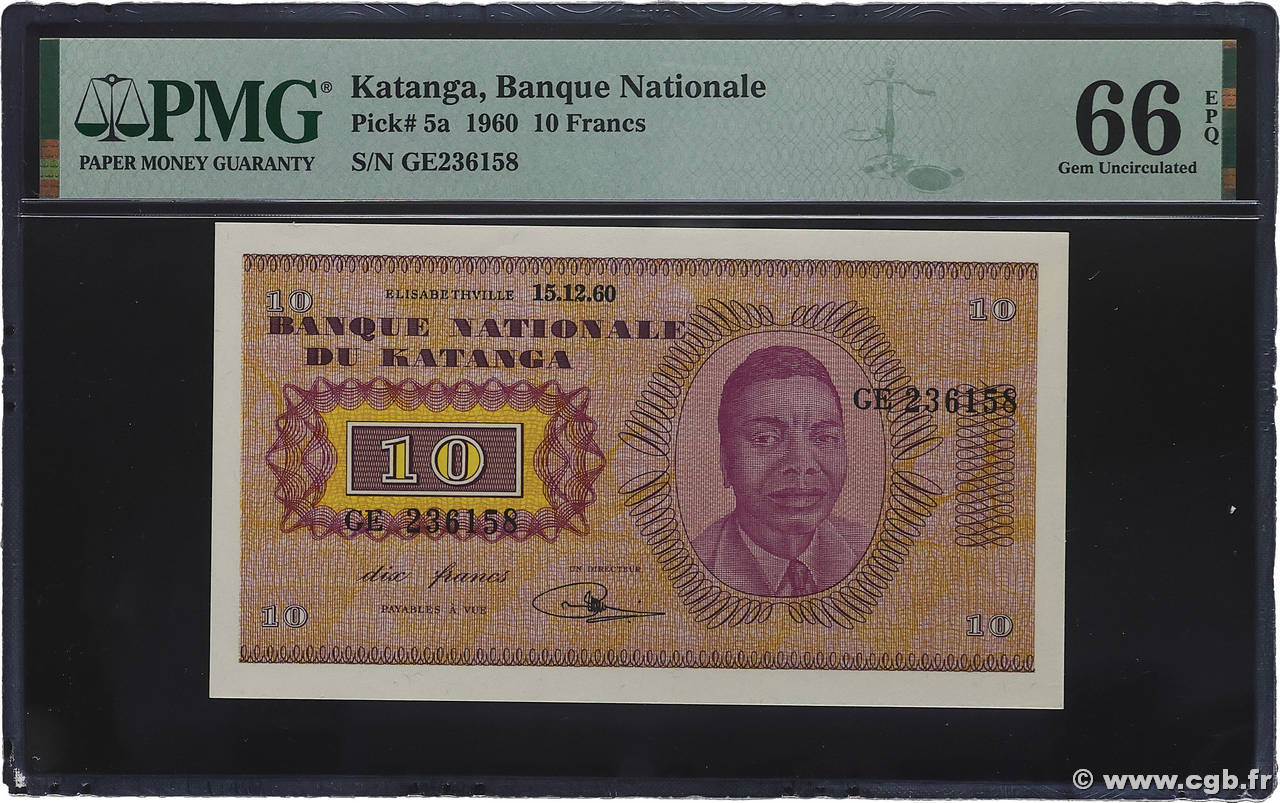 PMG®
PAPER MONEY GUARANTY
Katanga, Banque Nationale
Pick# 5a 1960 10 Francs
S/N GE236158
66
EPQ
Gem Uncirculated
10
ELISABETHVILLE 15.12.60
10
BANQUE NATIONALE
DU KATANGA
GE 236158
10
GE 236158
dix francs
UN DIRECTEUR
PAYABLES À VUE
10
10
© www.cgb.fr